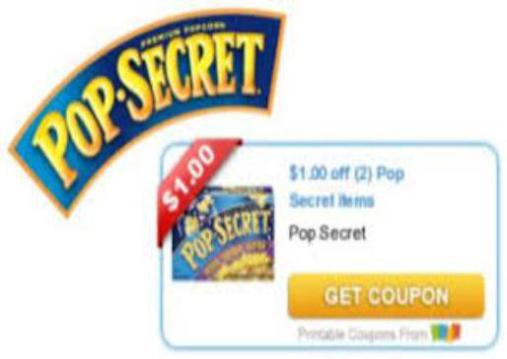 PREMIUM POPCORN
POP·SECRET
$1.00
$1.00 off (2) Pop
Secret Items
Pop Secret
POP·SECRET
GET COUPON
Printable Coupons From